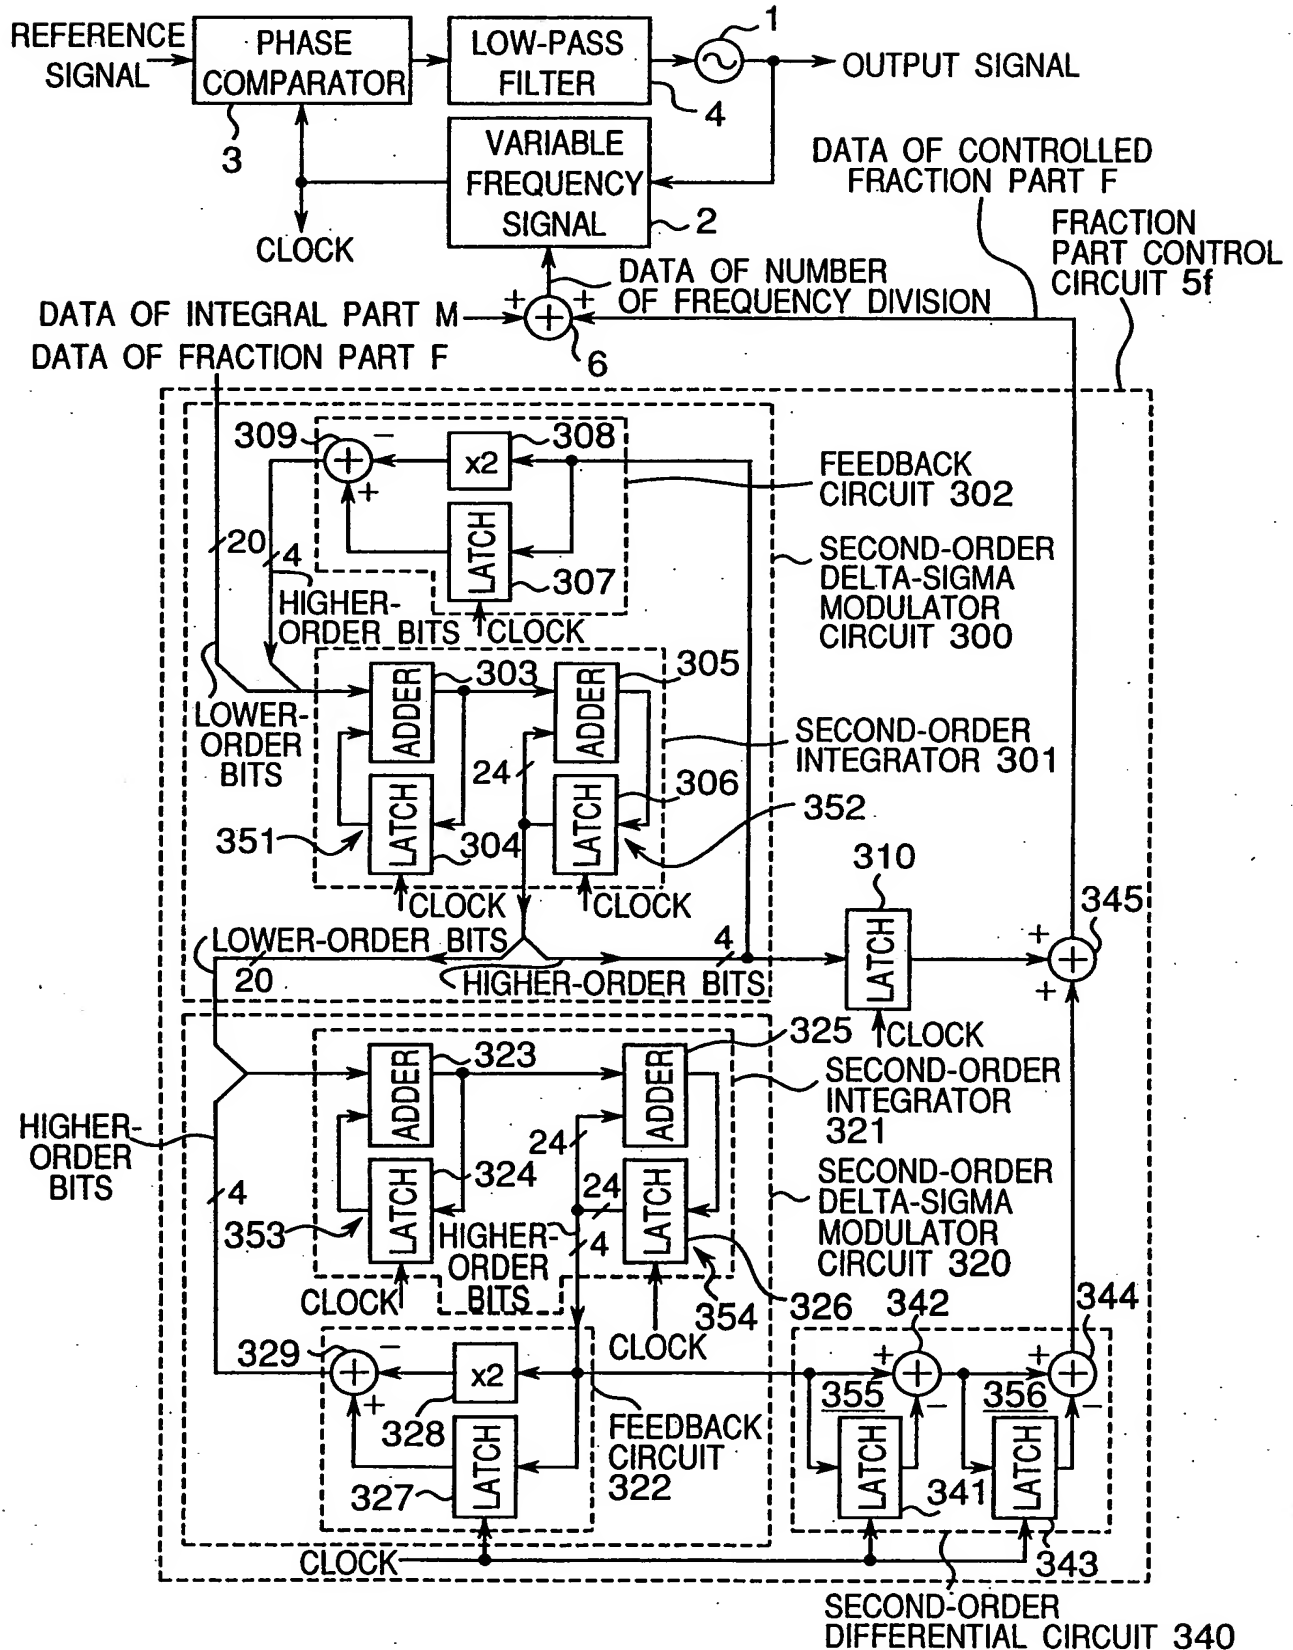 REFERENCE SIGNAL
PHASE COMPARATOR
3
LOW-PASS FILTER
4
1
OUTPUT SIGNAL
VARIABLE FREQUENCY SIGNAL
2
CLOCK
DATA OF CONTROLLED FRACTION PART F
FRACTION PART CONTROL CIRCUIT 5f
DATA OF NUMBER OF FREQUENCY DIVISION
DATA OF INTEGRAL PART M
+
+
+
6
DATA OF FRACTION PART F
309
−
+
+
x2
308
FEEDBACK CIRCUIT 302
20
4
LATCH
307
HIGHER-ORDER BITS
CLOCK
SECOND-ORDER DELTA-SIGMA MODULATOR CIRCUIT 300
LOWER-ORDER BITS
ADDER
303
ADDER
305
SECOND-ORDER INTEGRATOR 301
24
306
351
LATCH
304
LATCH
352
CLOCK
CLOCK
310
LATCH
345
+
+
+
CLOCK
LOWER-ORDER BITS
20
4
HIGHER-ORDER BITS
325
ADDER
323
ADDER
SECOND-ORDER INTEGRATOR 321
HIGHER-ORDER BITS
4
24
24
324
LATCH
353
HIGHER-ORDER BITS
4
LATCH
SECOND-ORDER DELTA-SIGMA MODULATOR CIRCUIT 320
CLOCK
354
326
CLOCK
342
344
329
−
+
+
x2
328
+
+
−
+
+
−
355
356
LATCH
327
FEEDBACK CIRCUIT 322
LATCH
341
LATCH
343
CLOCK
SECOND-ORDER DIFFERENTIAL CIRCUIT 340